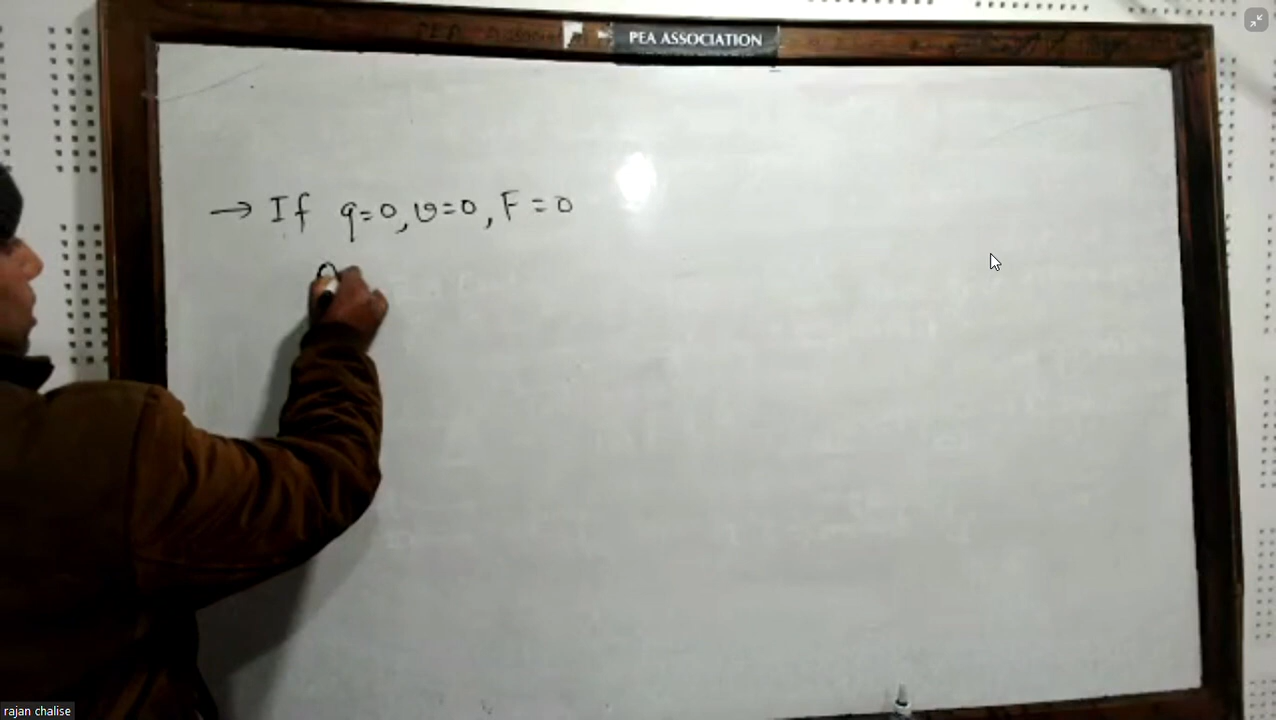 PEA ASSOCIATION
→ If q=0, v=0, F=0
rajan chalise